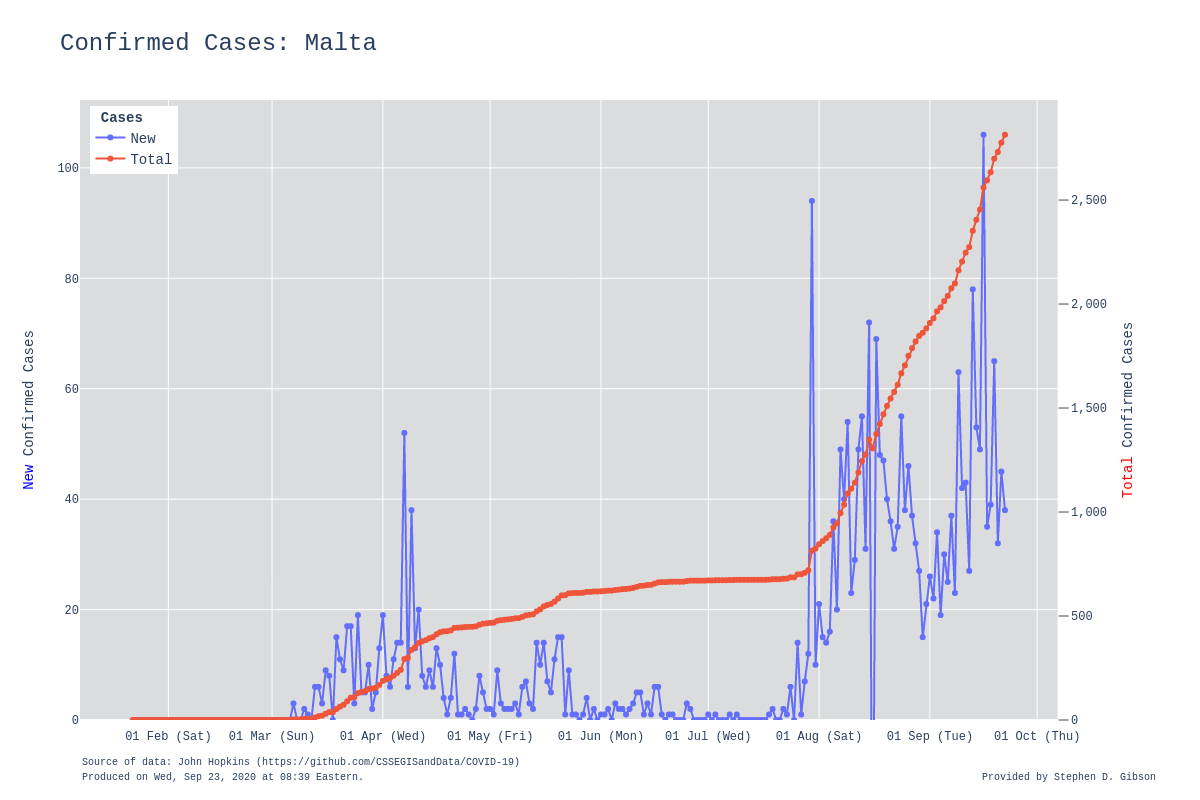 Confirmed Cases: Malta
Cases
New
Total
100
80
60
40
20
0
2,500
2,000
1,500
1,000
500
0
New Confirmed Cases
Total Confirmed Cases
01 Feb (Sat) 01 Mar (Sun) 01 Apr (Wed) 01 May (Fri) 01 Jun (Mon) 01 Jul (Wed) 01 Aug (Sat) 01 Sep (Tue) 01 Oct (Thu)
Source of data: John Hopkins (https://github.com/CSSEGISandData/COVID-19)
Produced on Wed, Sep 23, 2020 at 08:39 Eastern.
Provided by Stephen D. Gibson